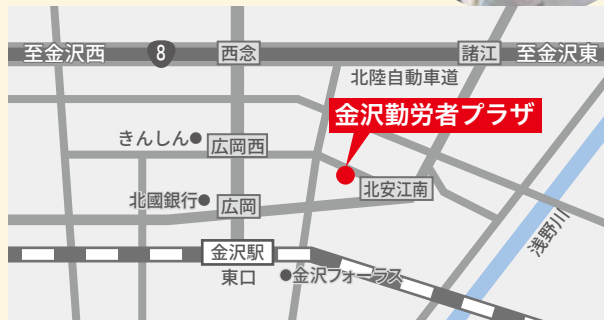 至金沢西
8
西念
諸江
至金沢東
北陸自動車道
金沢勤労者プラザ
きんしん
広岡西
北安江南
北國銀行
広岡
浅野川
金沢駅
東口
金沢フォーラス